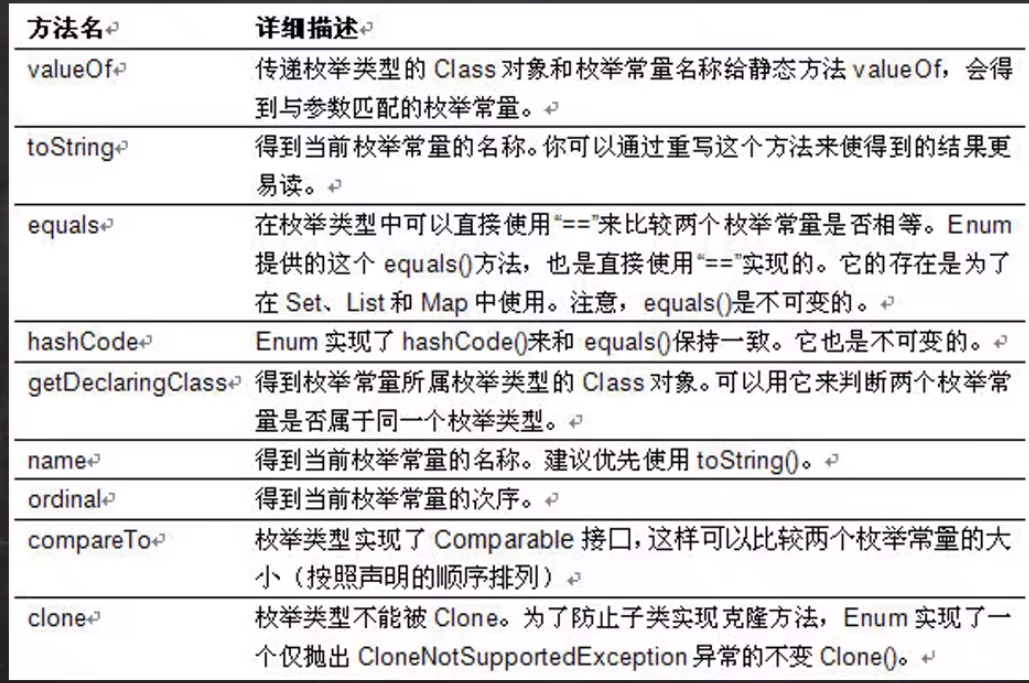 方法名 详细描述
valueOf 传递枚举类型的 Class 对象和枚举常量名称给静态方法 valueOf，会得
到与参数匹配的枚举常量。
toString 得到当前枚举常量的名称。你可以通过重写这个方法来使得到的结果更
易读。
equals 在枚举类型中可以直接使用“==”来比较两个枚举常量是否相等。Enum
提供的这个 equals()方法，也是直接使用“==”实现的。它的存在是为了
在 Set、List 和 Map 中使用。注意，equals()是不可变的。
hashCode Enum 实现了 hashCode()来和 equals()保持一致。它也是不可变的。
getDeclaringClass 得到枚举常量所属枚举类型的 Class 对象。可以用它来判断两个枚举常
量是否属于同一个枚举类型。
name 得到当前枚举常量的名称。建议优先使用 toString()。
ordinal 得到当前枚举常量的次序。
compareTo 枚举类型实现了 Comparable 接口，这样可以比较两个枚举常量的大
小（按照声明的顺序排列）
clone 枚举类型不能被 Clone。为了防止子类实现克隆方法，Enum 实现了一
个仅抛出 CloneNotSupportedException 异常的不变 Clone()。